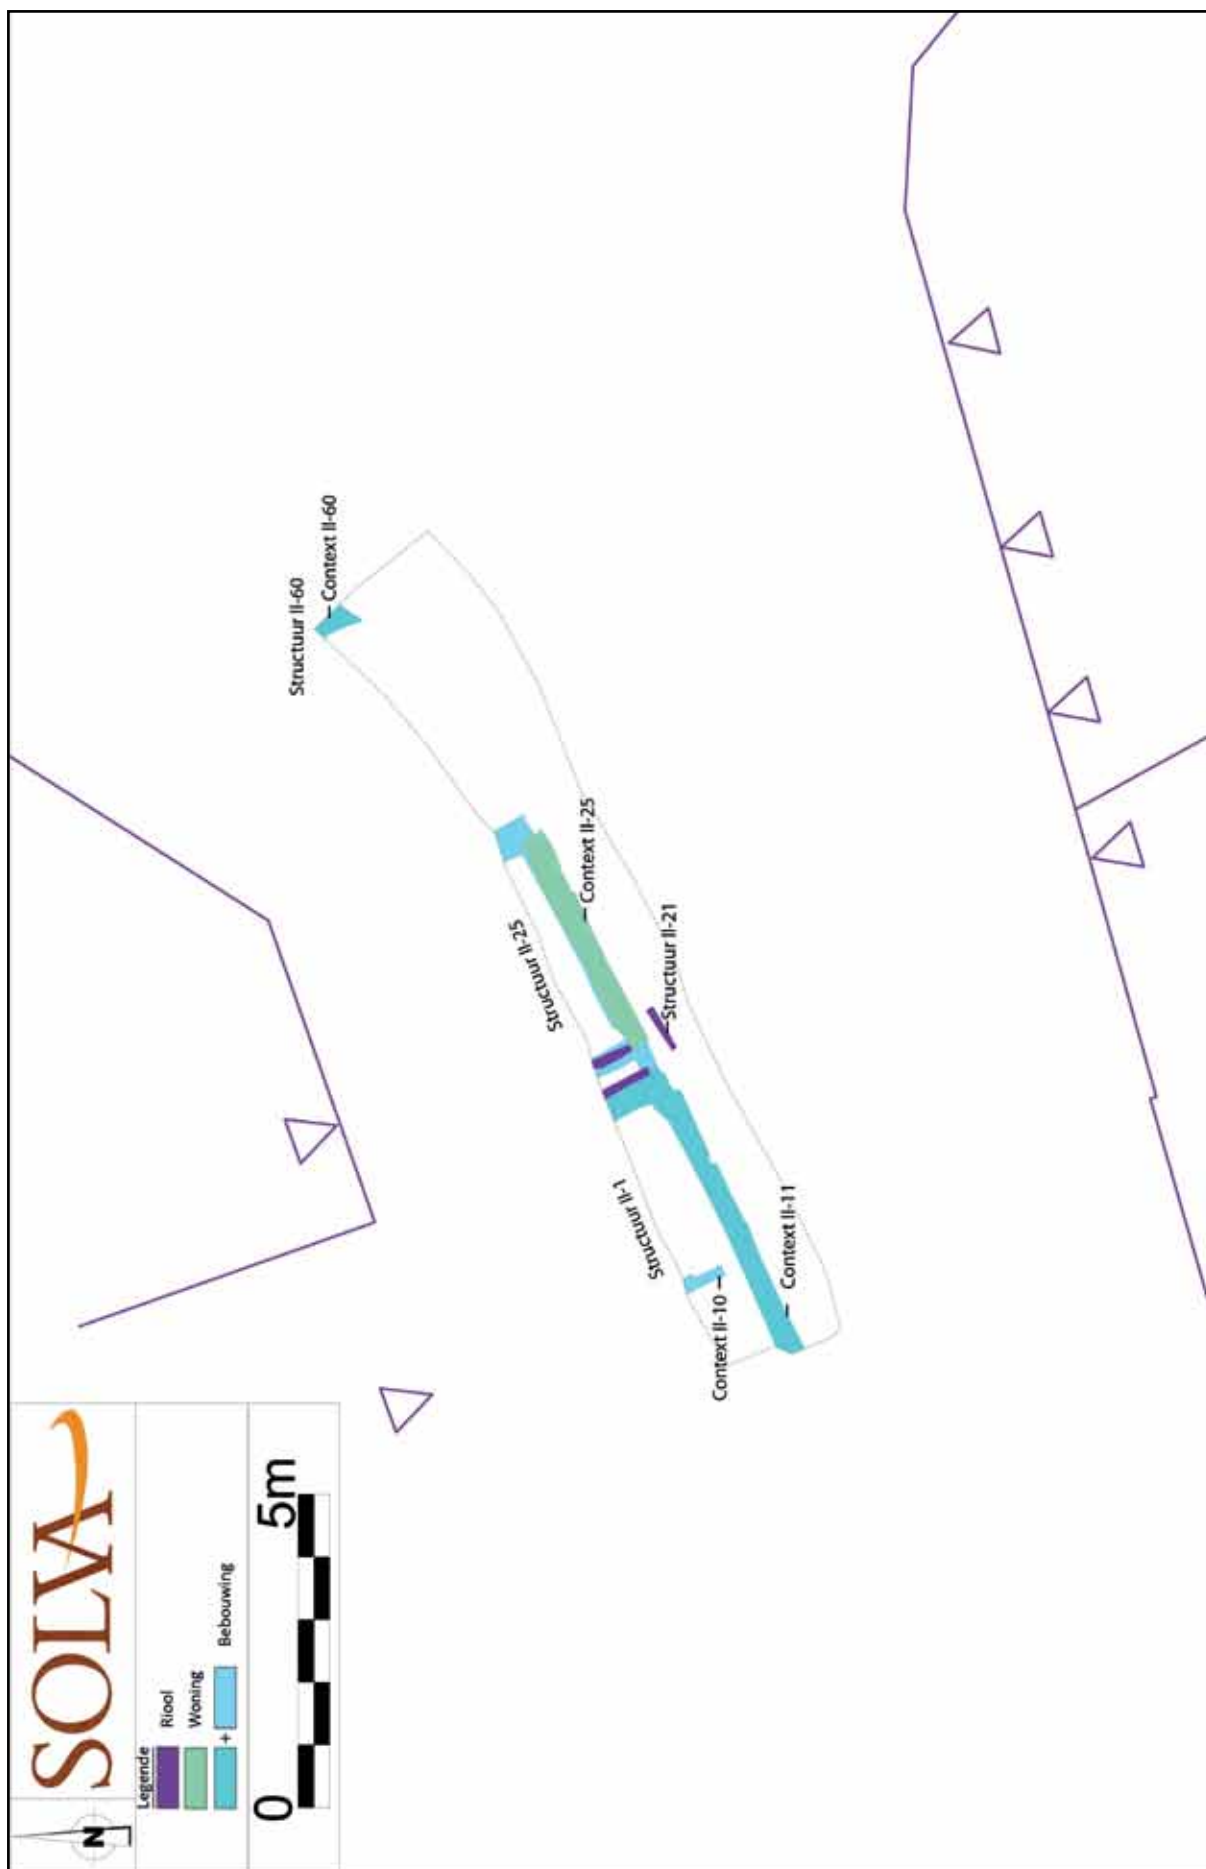 SOLVA
N
Legende
Riool
Woning
+ Bebouwing
0 5m
Structuur II-60
Context II-60
Structuur II-25
Context II-25
Structuur II-21
Structuur II-1
Context II-10
Context II-11